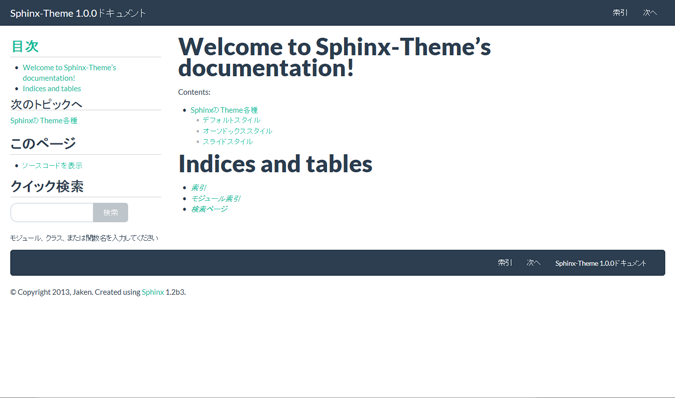 Sphinx-Theme 1.0.0ドキュメント
索引 次へ
目次
Welcome to Sphinx-Theme's
documentation!
Indices and tables
次のトピックへ
SphinxのTheme各種
このページ
ソースコードを表示
クイック検索
検索
モジュール、クラス、または関数名を入力してください
Welcome to Sphinx-Theme's
documentation!
Contents:
SphinxのTheme各種
デフォルトスタイル
オーソドックススタイル
スライドスタイル
Indices and tables
索引
モジュール索引
検索ページ
索引 次へ Sphinx-Theme 1.0.0ドキュメント
© Copyright 2013, Jaken. Created using Sphinx 1.2b3.